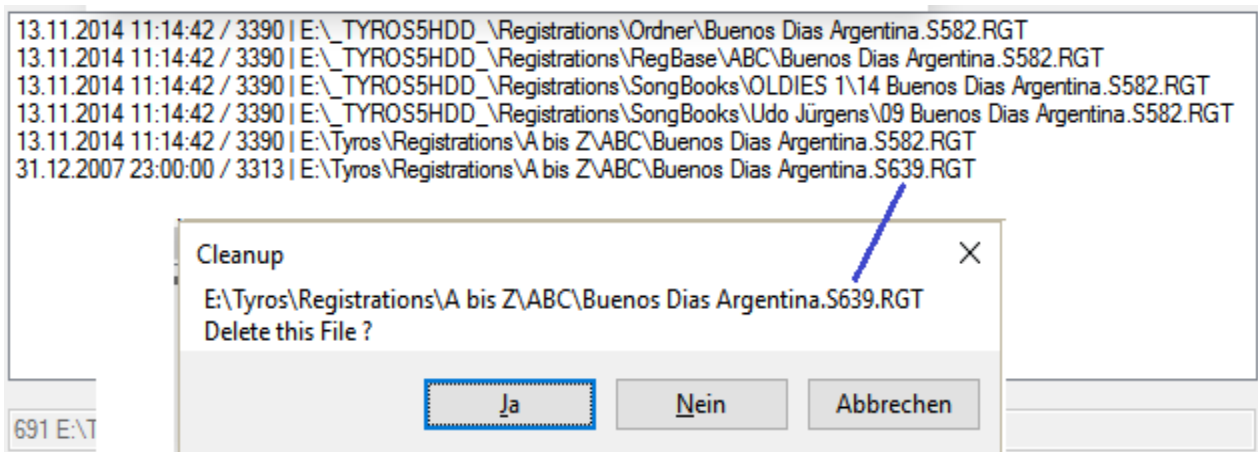 13.11.2014 11:14:42 / 3390 | E:\_TYROS5HDD_\Registrations\Ordner\Buenos Dias Argentina.S582.RGT
13.11.2014 11:14:42 / 3390 | E:\_TYROS5HDD_\Registrations\RegBase\ABC\Buenos Dias Argentina.S582.RGT
13.11.2014 11:14:42 / 3390 | E:\_TYROS5HDD_\Registrations\SongBooks\OLDIES 1\14 Buenos Dias Argentina.S582.RGT
13.11.2014 11:14:42 / 3390 | E:\_TYROS5HDD_\Registrations\SongBooks\Udo Jürgens\09 Buenos Dias Argentina.S582.RGT
13.11.2014 11:14:42 / 3390 | E:\Tyros\Registrations\A bis Z\ABC\Buenos Dias Argentina.S582.RGT
31.12.2007 23:00:00 / 3313 | E:\Tyros\Registrations\A bis Z\ABC\Buenos Dias Argentina.S639.RGT
Cleanup
E:\Tyros\Registrations\A bis Z\ABC\Buenos Dias Argentina.S639.RGT
Delete this File ?
Ja Nein Abbrechen
691 E:\T